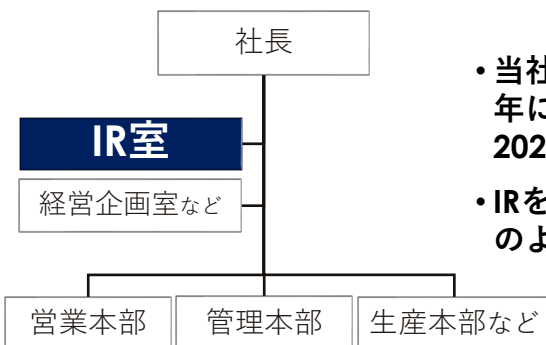 社長
IR室
経営企画室など
営業本部
管理本部
生産本部など
• 当社
年に
202
• IRを
のよ